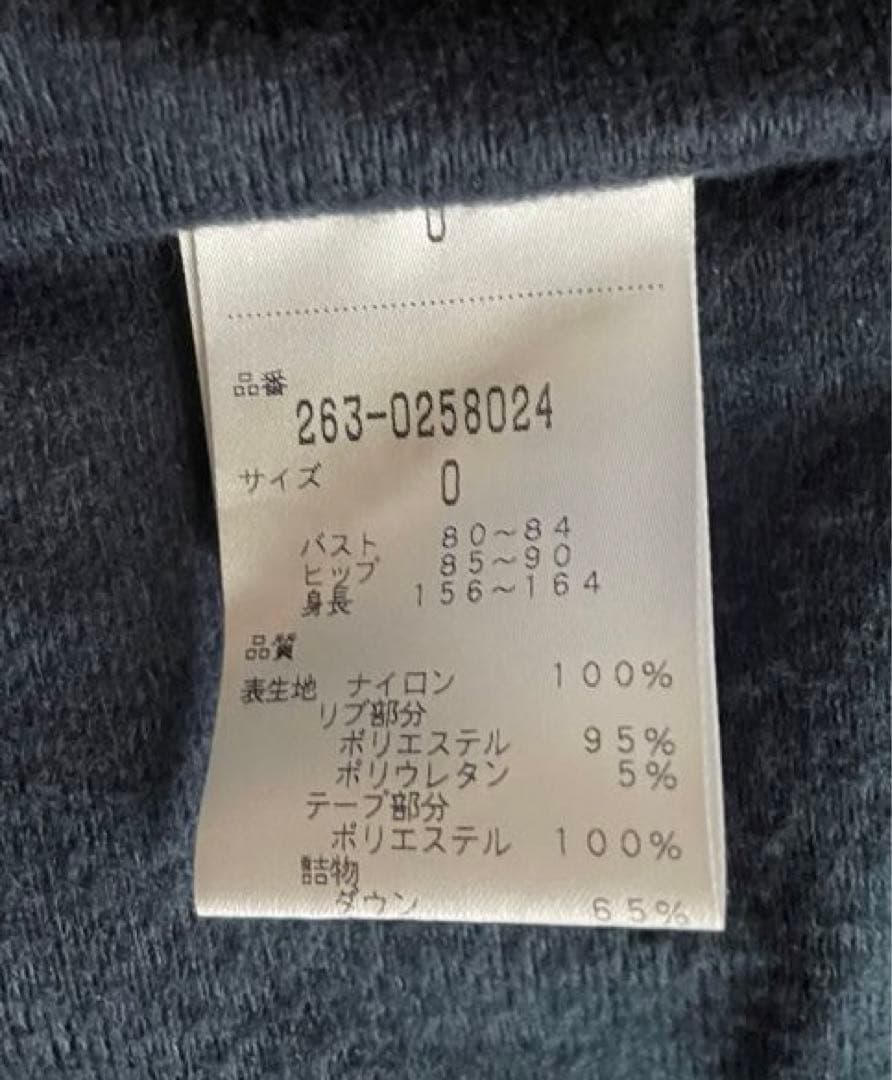 0
品番
263-0258024
サイズ 0
バスト 80~84
ヒップ 85~90
身長 156~164
品質
表生地 ナイロン 100%
リブ部分
ポリエステル 95%
ポリウレタン 5%
テープ部分
ポリエステル 100%
詰物
ダウン 65%